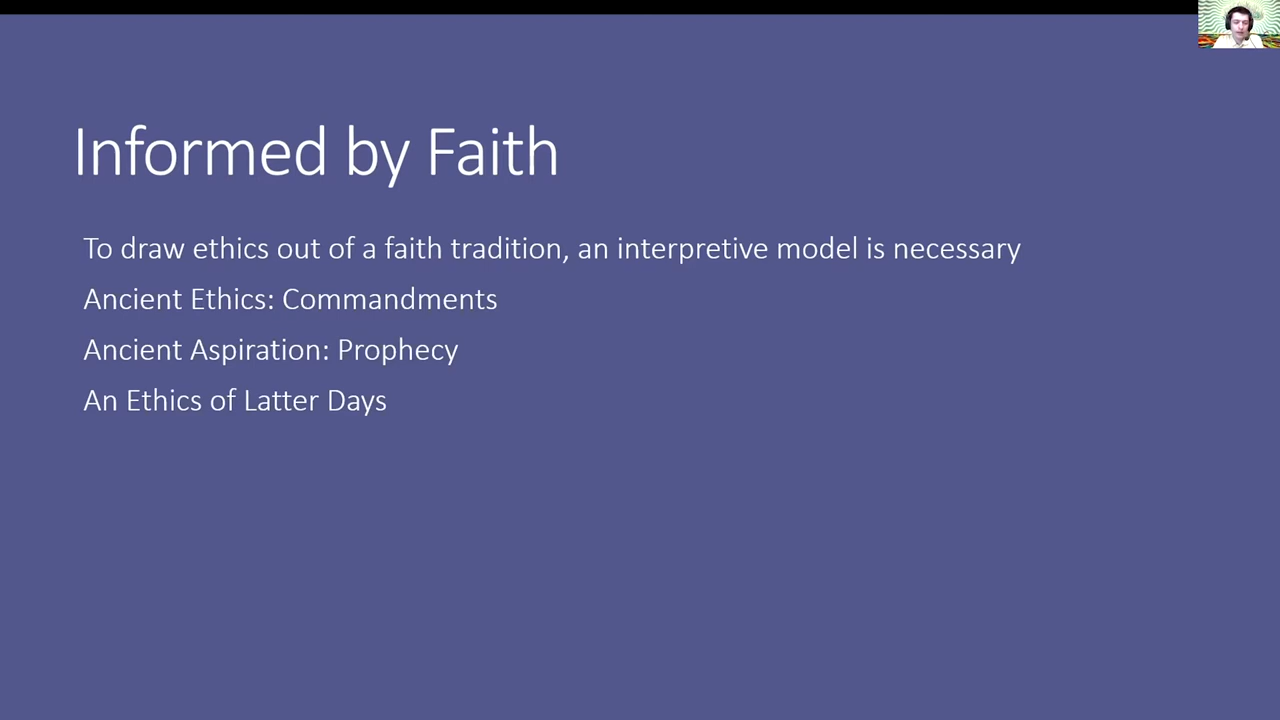 Informed by Faith
To draw ethics out of a faith tradition, an interpretive model is necessary
Ancient Ethics: Commandments
Ancient Aspiration: Prophecy
An Ethics of Latter Days